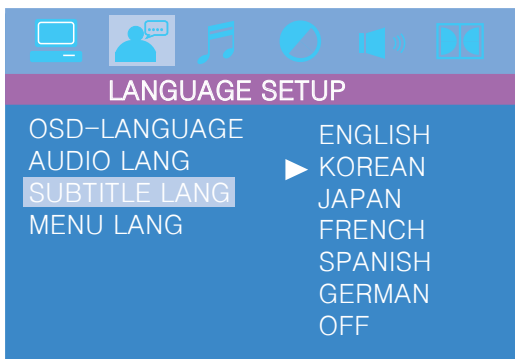 LANGUAGE SETUP
OSD-LANGUAGE
AUDIO LANG
SUBTITLE LANG
MENU LANG
ENGLISH
KOREAN
JAPAN
FRENCH
SPANISH
GERMAN
OFF